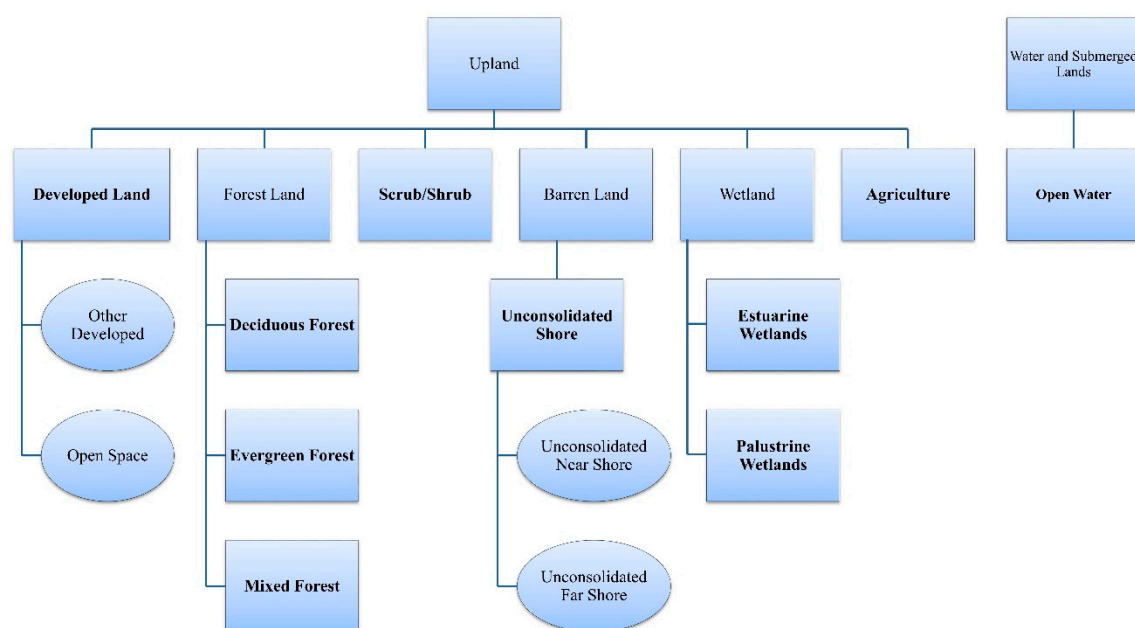 Upland
Water and Submerged
Lands
Developed Land
Forest Land
Scrub/Shrub
Barren Land
Wetland
Agriculture
Open Water
Other
Developed
Deciduous Forest
Unconsolidated
Shore
Estuarine
Wetlands
Open Space
Evergreen Forest
Unconsolidated
Near Shore
Palustrine
Wetlands
Mixed Forest
Unconsolidated
Far Shore